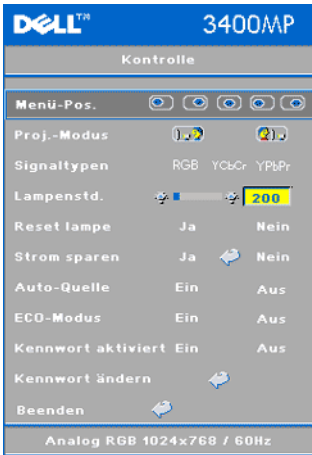 DELL™ 3400MP
Kontrolle
Menü-Pos.
Proj.-Modus
Signaltypen RGB YCbCr YPbPr
Lampenstd. 200
Reset lampe Ja Nein
Strom sparen Ja Nein
Auto-Quelle Ein Aus
ECO-Modus Ein Aus
Kennwort aktiviert Ein Aus
Kennwort ändern
Beenden
Analog RGB 1024x768 / 60Hz